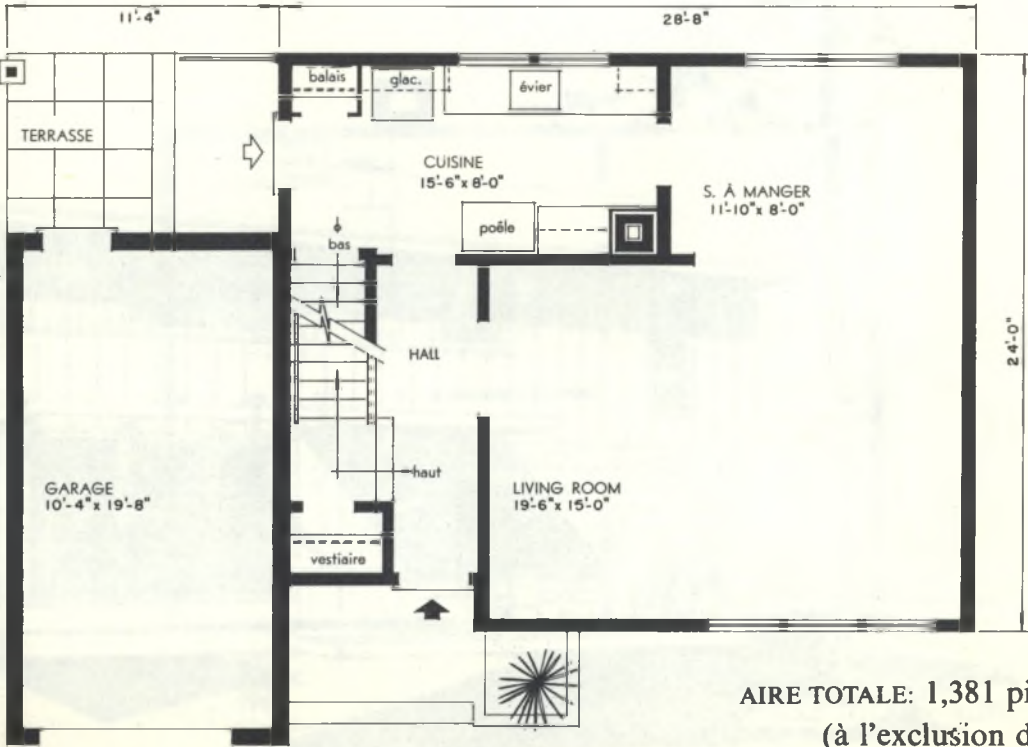 11'-4"
28'-8"
balais
glac.
évier
TERRASSE
CUISINE
15'-6" x 8'-0"
S. À MANGER
11'-10" x 8'-0"
poêle
bas
HALL
24'-0"
haut
GARAGE
10'-4" x 19'-8"
LIVING ROOM
19'-6" x 15'-0"
vestiaire
AIRE TOTALE: 1,381 pi
(à l'exclusion d